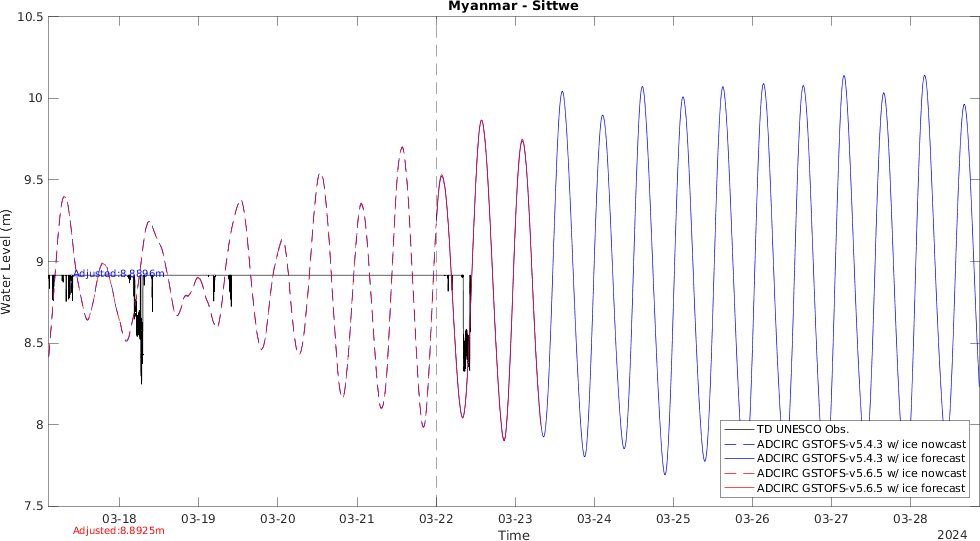 Myanmar - Sittwe
10.5
10
9.5
9
8.5
8
7.5
Water Level (m)
Adjusted:8.8896m
TD UNESCO Obs.
ADCIRC GSTOFS-v5.4.3 w/ ice nowcast
ADCIRC GSTOFS-v5.4.3 w/ ice forecast
ADCIRC GSTOFS-v5.6.5 w/ ice nowcast
ADCIRC GSTOFS-v5.6.5 w/ ice forecast
03-18 03-19 03-20 03-21 03-22 03-23 03-24 03-25 03-26 03-27 03-28
Adjusted:8.8925m
Time
2024